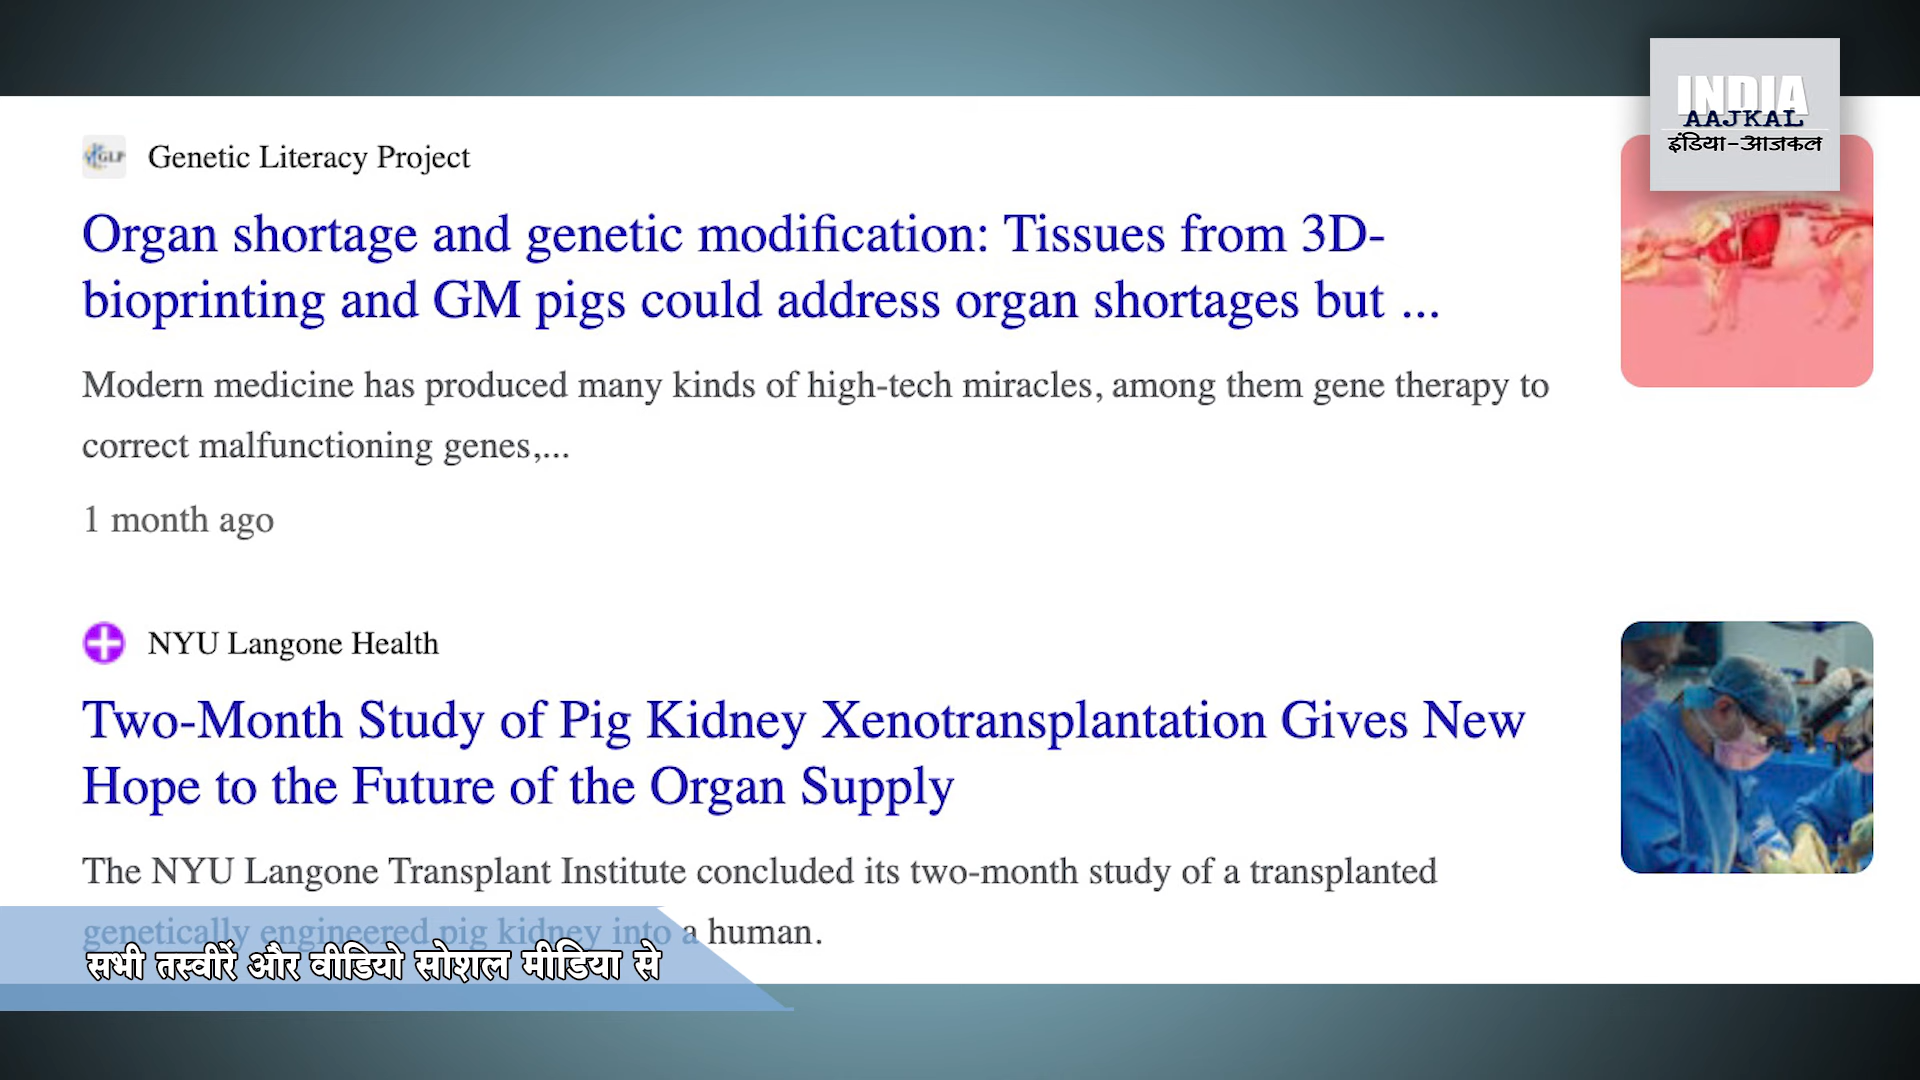 INDIA
AAJKAL
इंडिया-आजकल
GLP
Genetic Literacy Project
Organ shortage and genetic modification: Tissues from 3D-
bioprinting and GM pigs could address organ shortages but ...
Modern medicine has produced many kinds of high-tech miracles, among them gene therapy to
correct malfunctioning genes,...
1 month ago
NYU Langone Health
Two-Month Study of Pig Kidney Xenotransplantation Gives New
Hope to the Future of the Organ Supply
The NYU Langone Transplant Institute concluded its two-month study of a transplanted
genetically engineered pig kidney into a human.
सभी तस्वीरें और वीडियो सोशल मीडिया से